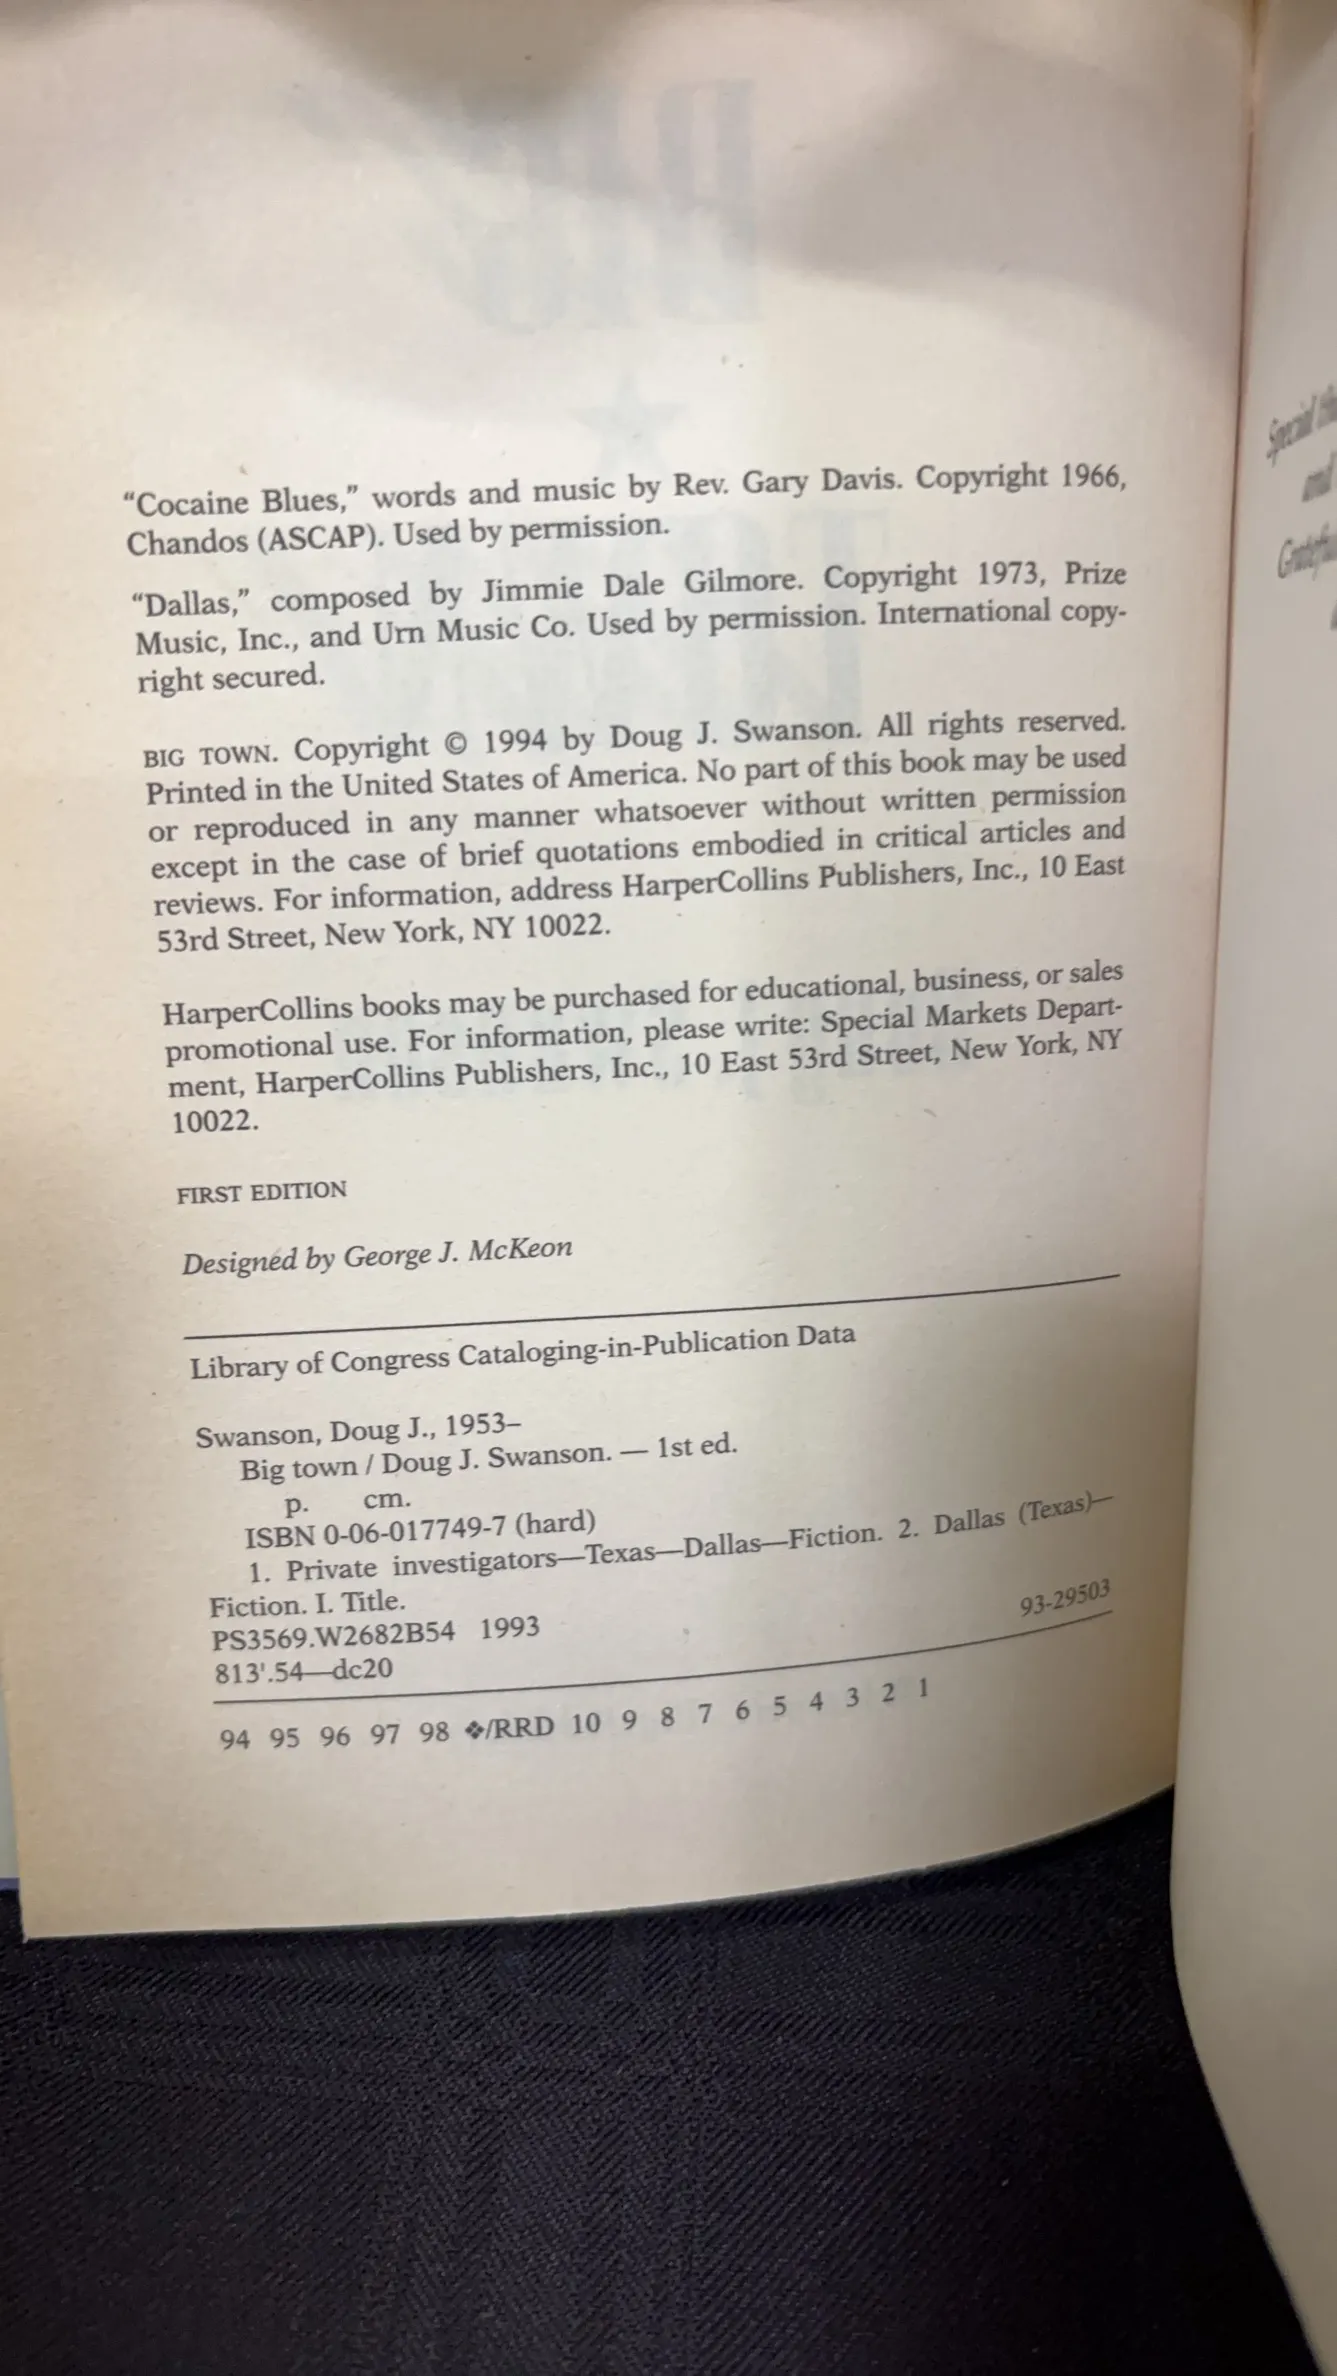 “Cocaine Blues,” words and music by Rev. Gary Davis. Copyright 1966,
Chandos (ASCAP). Used by permission.
“Dallas,” composed by Jimmie Dale Gilmore. Copyright 1973, Prize
Music, Inc., and Urn Music Co. Used by permission. International copy-
right secured.
BIG TOWN. Copyright © 1994 by Doug J. Swanson. All rights reserved.
Printed in the United States of America. No part of this book may be used
or reproduced in any manner whatsoever without written permission
except in the case of brief quotations embodied in critical articles and
reviews. For information, address HarperCollins Publishers, Inc., 10 East
53rd Street, New York, NY 10022.
HarperCollins books may be purchased for educational, business, or sales
promotional use. For information, please write: Special Markets Depart-
ment, HarperCollins Publishers, Inc., 10 East 53rd Street, New York, NY
10022.
FIRST EDITION
Designed by George J. McKeon
Library of Congress Cataloging-in-Publication Data
Swanson, Doug J., 1953–
Big town / Doug J. Swanson. — 1st ed.
p. cm.
ISBN 0-06-017749-7 (hard)
1. Private investigators—Texas—Dallas—Fiction. 2. Dallas (Texas)—
Fiction. I. Title.
PS3569.W2682B54 1993
93-29503
813'.54—dc20
94 95 96 97 98 ❖/RRD 10 9 8 7 6 5 4 3 2 1
Special
and